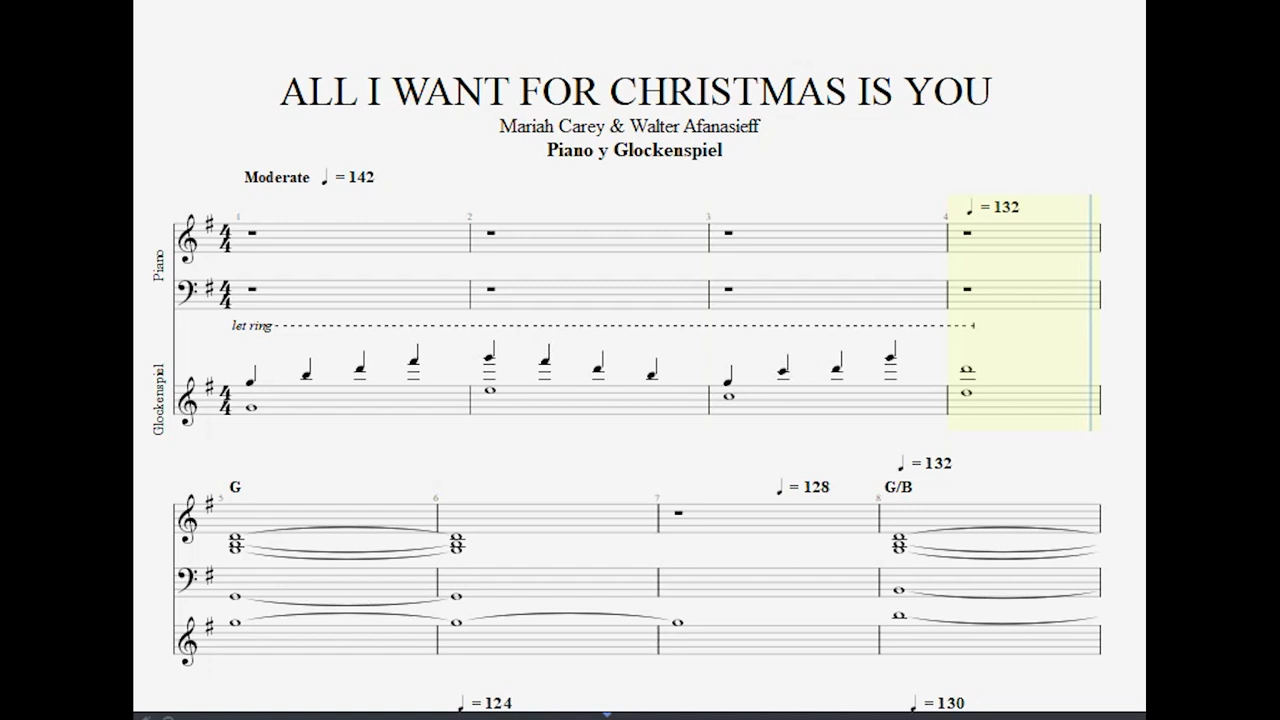 ALL I WANT FOR CHRISTMAS IS YOU
Mariah Carey & Walter Afanasieff
Piano y Glockenspiel
Moderate ♩ = 142
♩ = 132
1 2 3 4
Piano
let ring
Glockenspiel
♩ = 132
G ♩ = 128 G/B
5 6 7 8
♩ = 124 ♩ = 130